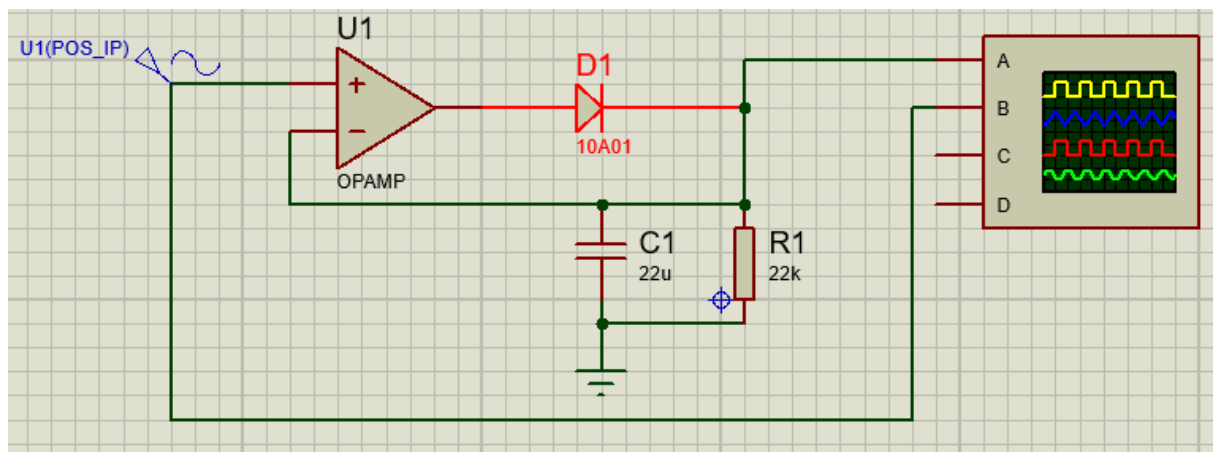 U1
U1(POS_IP)
OPAMP
D1
10A01
C1
22u
R1
22k
A
B
C
D